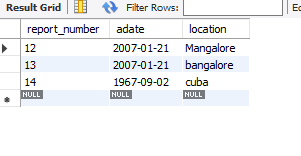 Result Grid Filter Rows: Ec
report_number adate location
12 2007-01-21 Mangalore
13 2007-01-21 bangalore
14 1967-09-02 cuba
NULL NULL NULL